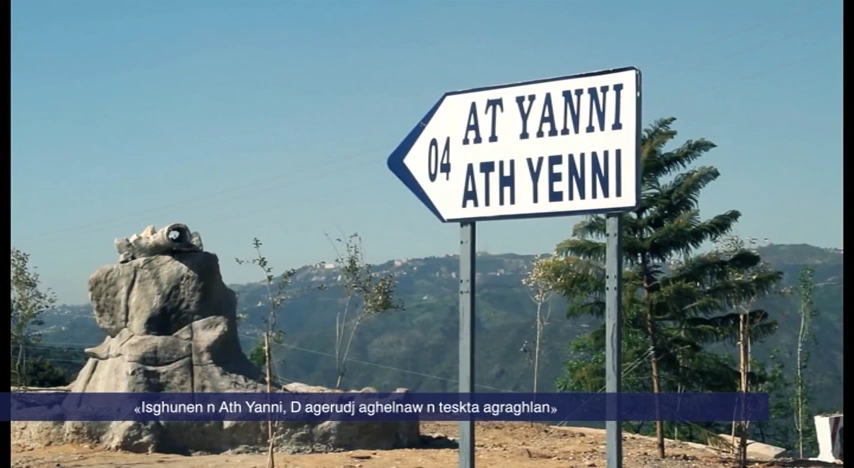 AT YANNI
04
ATH YENNI
«Isghunen n Ath Yanni, D agerudj aghelnaw n teskta agraghlan»